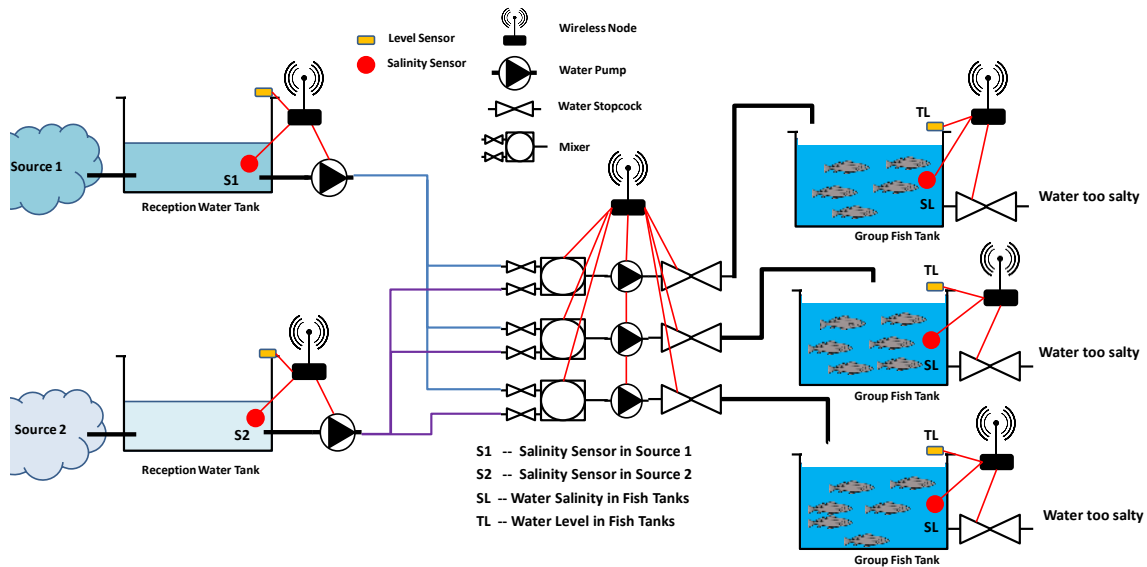 Level Sensor
Salinity Sensor
Wireless Node
Water Pump
Water Stopcock
Mixer
Source 1
S1
Reception Water Tank
Source 2
S2
Reception Water Tank
TL
SL
Water too salty
Group Fish Tank
TL
SL
Water too salty
Group Fish Tank
TL
SL
Water too salty
Group Fish Tank
S1 -- Salinity Sensor in Source 1
S2 -- Salinity Sensor in Source 2
SL -- Water Salinity in Fish Tanks
TL -- Water Level in Fish Tanks